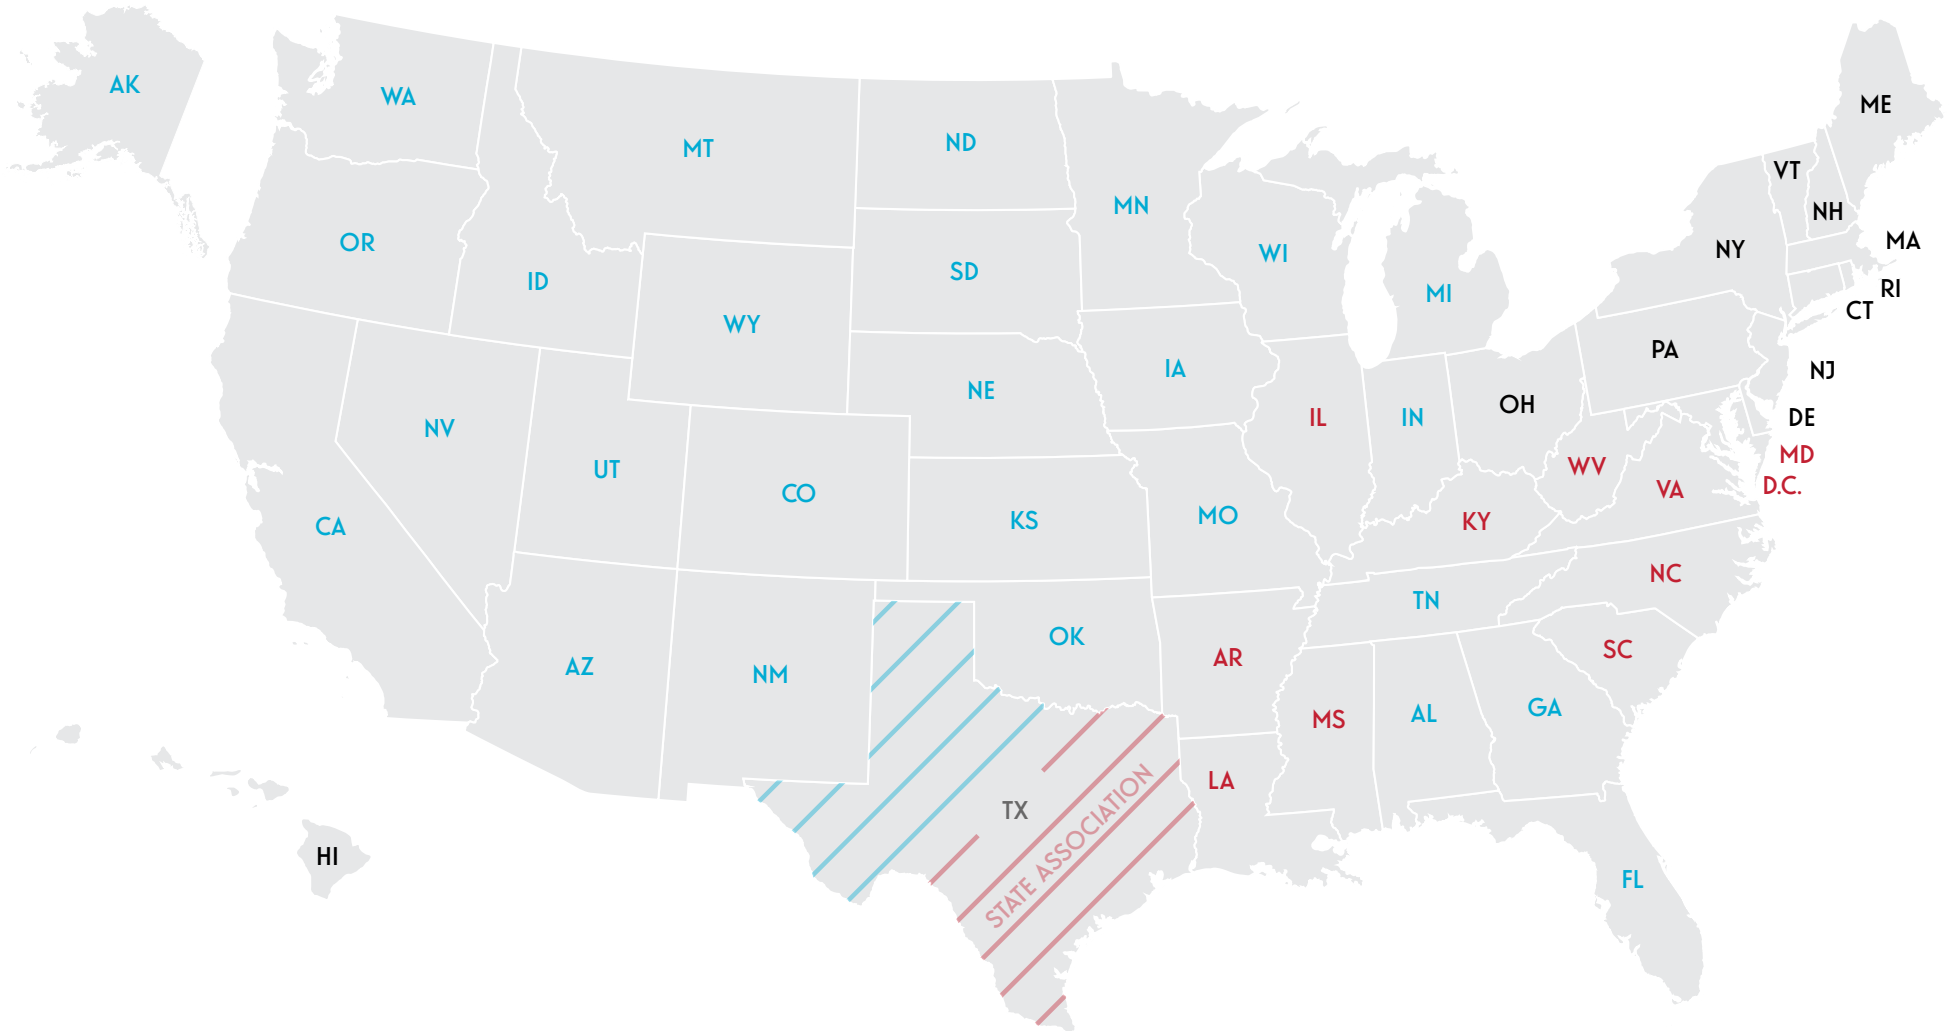 AK
WA
MT
ND
MN
ME
VT
NH
NY
MA
OR
ID
SD
WI
MI
RI
CT
WY
NE
IA
PA
NJ
NV
UT
CO
IL
IN
OH
DE
MD
D.C.
WV
VA
CA
KS
MO
KY
NC
TN
AZ
NM
OK
AR
SC
MS
AL
GA
LA
TX
STATE ASSOCIATION
HI
FL